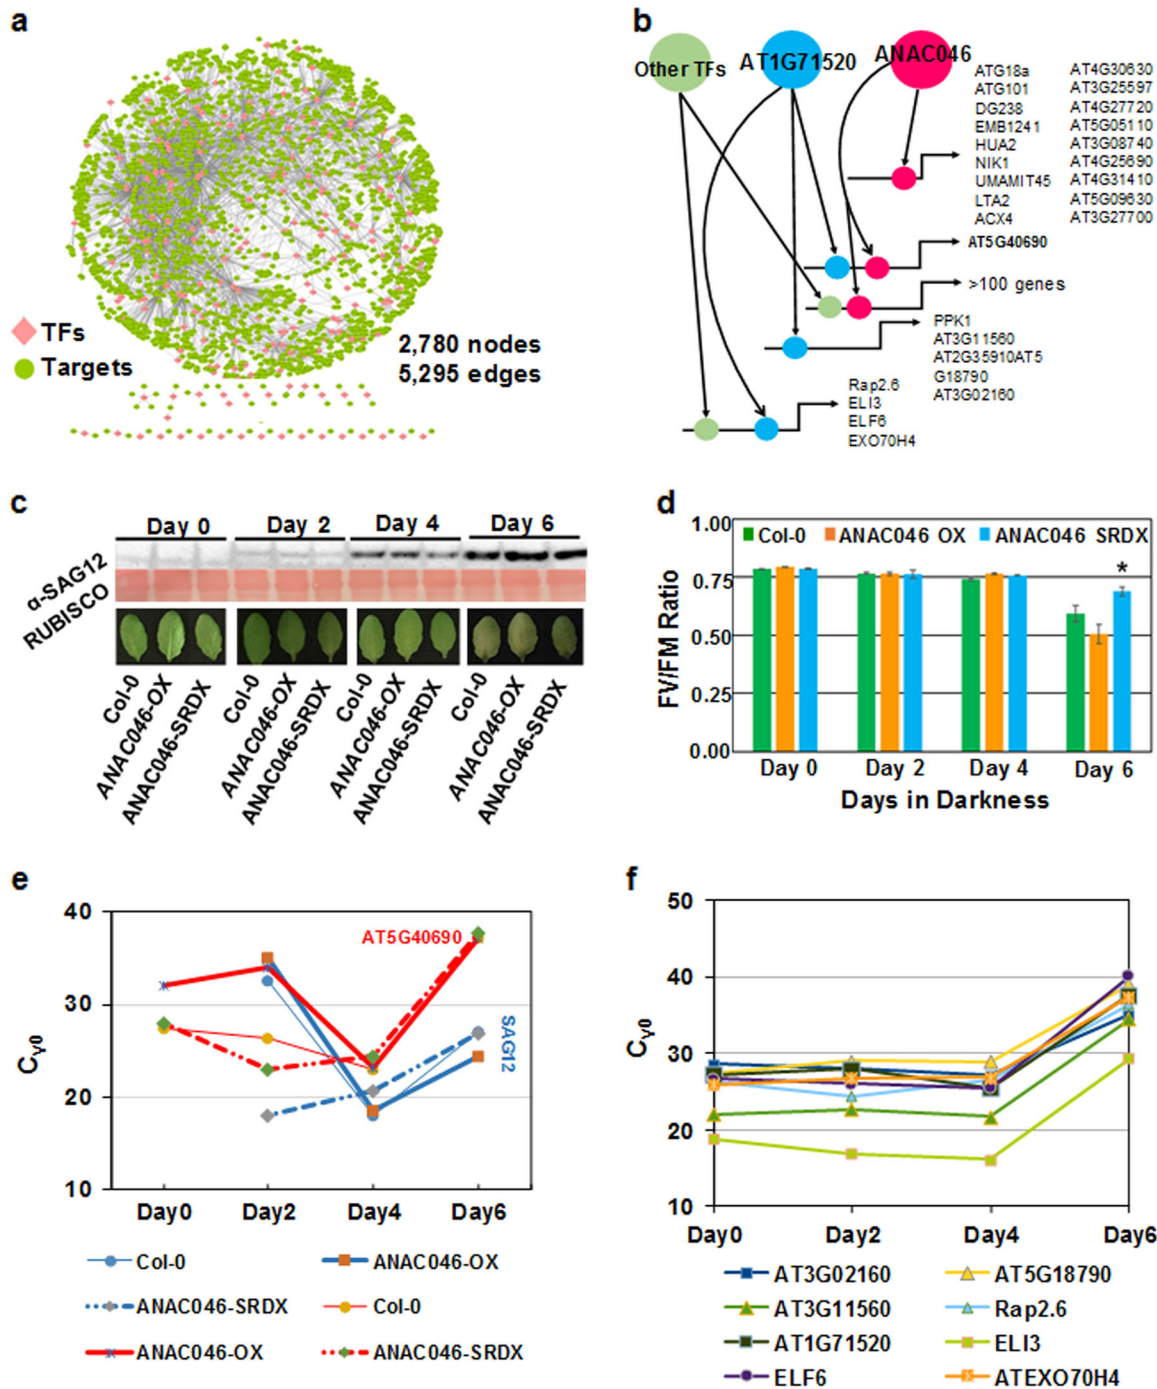 a
TFs
Targets
2,780 nodes
5,295 edges
b
Other TFs
AT1G71520
ANAC046
ATG18a
ATG101
DG238
EMB1241
HUA2
NIK1
UMAMIT45
LTA2
ACX4
AT4G30630
AT3G25597
AT4G27720
AT5G05110
AT3G08740
AT4G25690
AT4G31410
AT5G09630
AT3G27700
AT5G40690
>100 genes
PPK1
AT3G11560
AT2G35910AT5
G18790
AT3G02160
Rap2.6
ELI3
ELF6
EXO70H4
c
Day 0
Day 2
Day 4
Day 6
α-SAG12
RUBISCO
Col-0
ANAC046-OX
ANAC046-SRDX
Col-0
ANAC046-OX
ANAC046-SRDX
Col-0
ANAC046-OX
ANAC046-SRDX
Col-0
ANAC046-OX
ANAC046-SRDX
d
Col-0
ANAC046 OX
ANAC046 SRDX
1.00
0.75
0.50
0.25
0.00
*
FV/FM Ratio
Day 0
Day 2
Day 4
Day 6
Days in Darkness
e
40
30
20
10
Cy0
AT5G40690
SAG12
Day0
Day2
Day4
Day6
Col-0
ANAC046-OX
ANAC046-SRDX
Col-0
ANAC046-OX
ANAC046-SRDX
f
50
40
30
20
10
Cy0
Day0
Day2
Day4
Day6
AT3G02160
AT5G18790
AT3G11560
Rap2.6
AT1G71520
ELI3
ELF6
ATEXO70H4